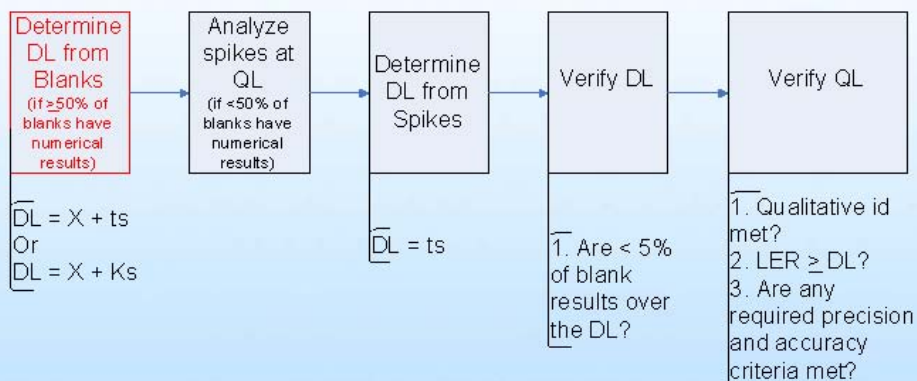 Determine
DL from
Blanks
(if ≥50% of
blanks have
numerical
results)
Analyze
spikes at
QL
(if <50% of
blanks have
numerical
results)
Determine
DL from
Spikes
Verify DL
Verify QL
DL = X + ts
Or
DL = X + Ks
DL = ts
1. Are < 5%
of blank
results over
the DL?
1. Qualitative id
met?
2. LER ≥ DL?
3. Are any
required precision
and accuracy
criteria met?